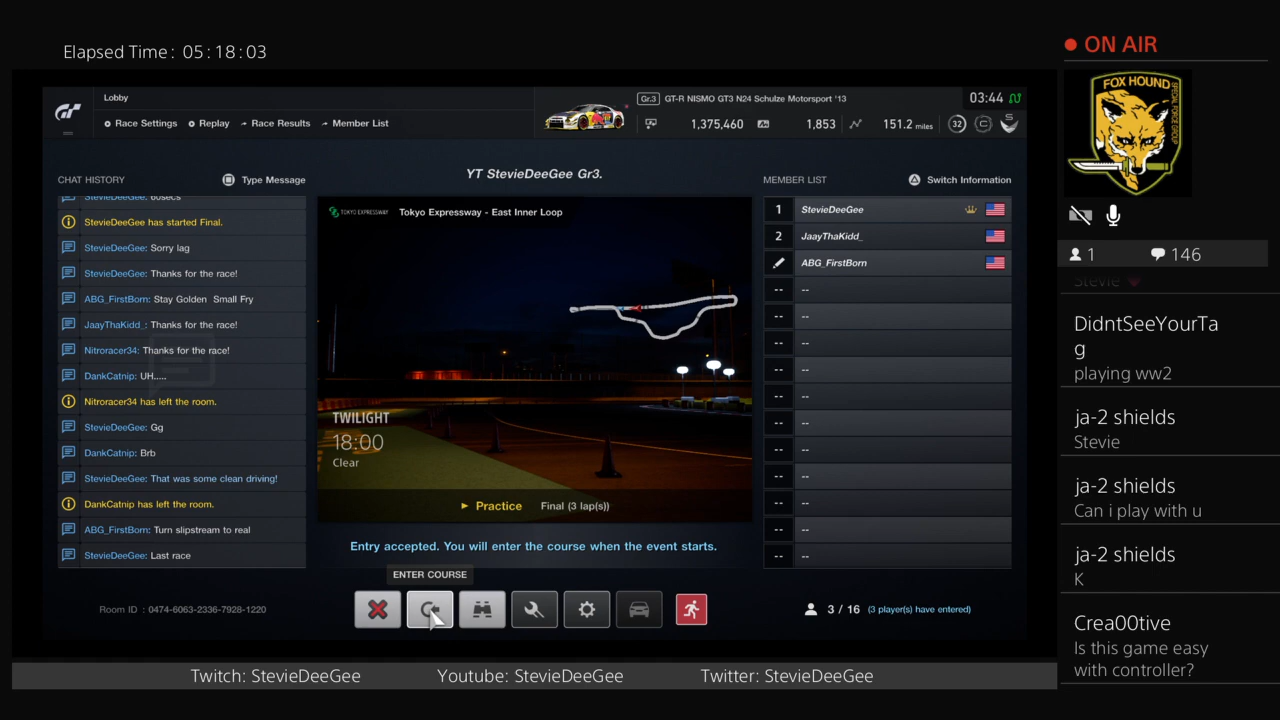 Elapsed Time: 05:18:03
ON AIR
Lobby
Race Settings
Replay
Race Results
Member List
Gr.3
GT-R NISMO GT3 N24 Schulze Motorsport '13
03:44
1,375,460
1,853
151.2 miles
32
S
FOX HOUND
SPECIAL FORCE GROUP
CHAT HISTORY
Type Message
StevieDeeGee: 60secs
StevieDeeGee has started Final.
StevieDeeGee: Sorry lag
StevieDeeGee: Thanks for the race!
ABG_FirstBorn: Stay Golden Small Fry
JaayThaKidd_: Thanks for the race!
Nitroracer34: Thanks for the race!
DankCatnip: UH.....
Nitroracer34 has left the room.
StevieDeeGee: Gg
DankCatnip: Brb
StevieDeeGee: That was some clean driving!
DankCatnip has left the room.
ABG_FirstBorn: Turn slipstream to real
StevieDeeGee: Last race
YT StevieDeeGee Gr3.
TOKYO EXPRESSWAY
Tokyo Expressway - East Inner Loop
TWILIGHT
18:00
Clear
Practice
Final (3 lap(s))
Entry accepted. You will enter the course when the event starts.
ENTER COURSE
MEMBER LIST
Switch Information
1 StevieDeeGee
2 JaayThaKidd_
ABG_FirstBorn
-- --
-- --
-- --
-- --
-- --
-- --
-- --
-- --
-- --
-- --
-- --
Room ID : 0474-6063-2336-7928-1220
3 / 16 (3 player(s) have entered)
1
146
Stevie
DidntSeeYourTa
g
playing ww2
ja-2 shields
Stevie
ja-2 shields
Can i play with u
ja-2 shields
K
Crea00tive
Is this game easy
with controller?
Twitch: StevieDeeGee
Youtube: StevieDeeGee
Twitter: StevieDeeGee